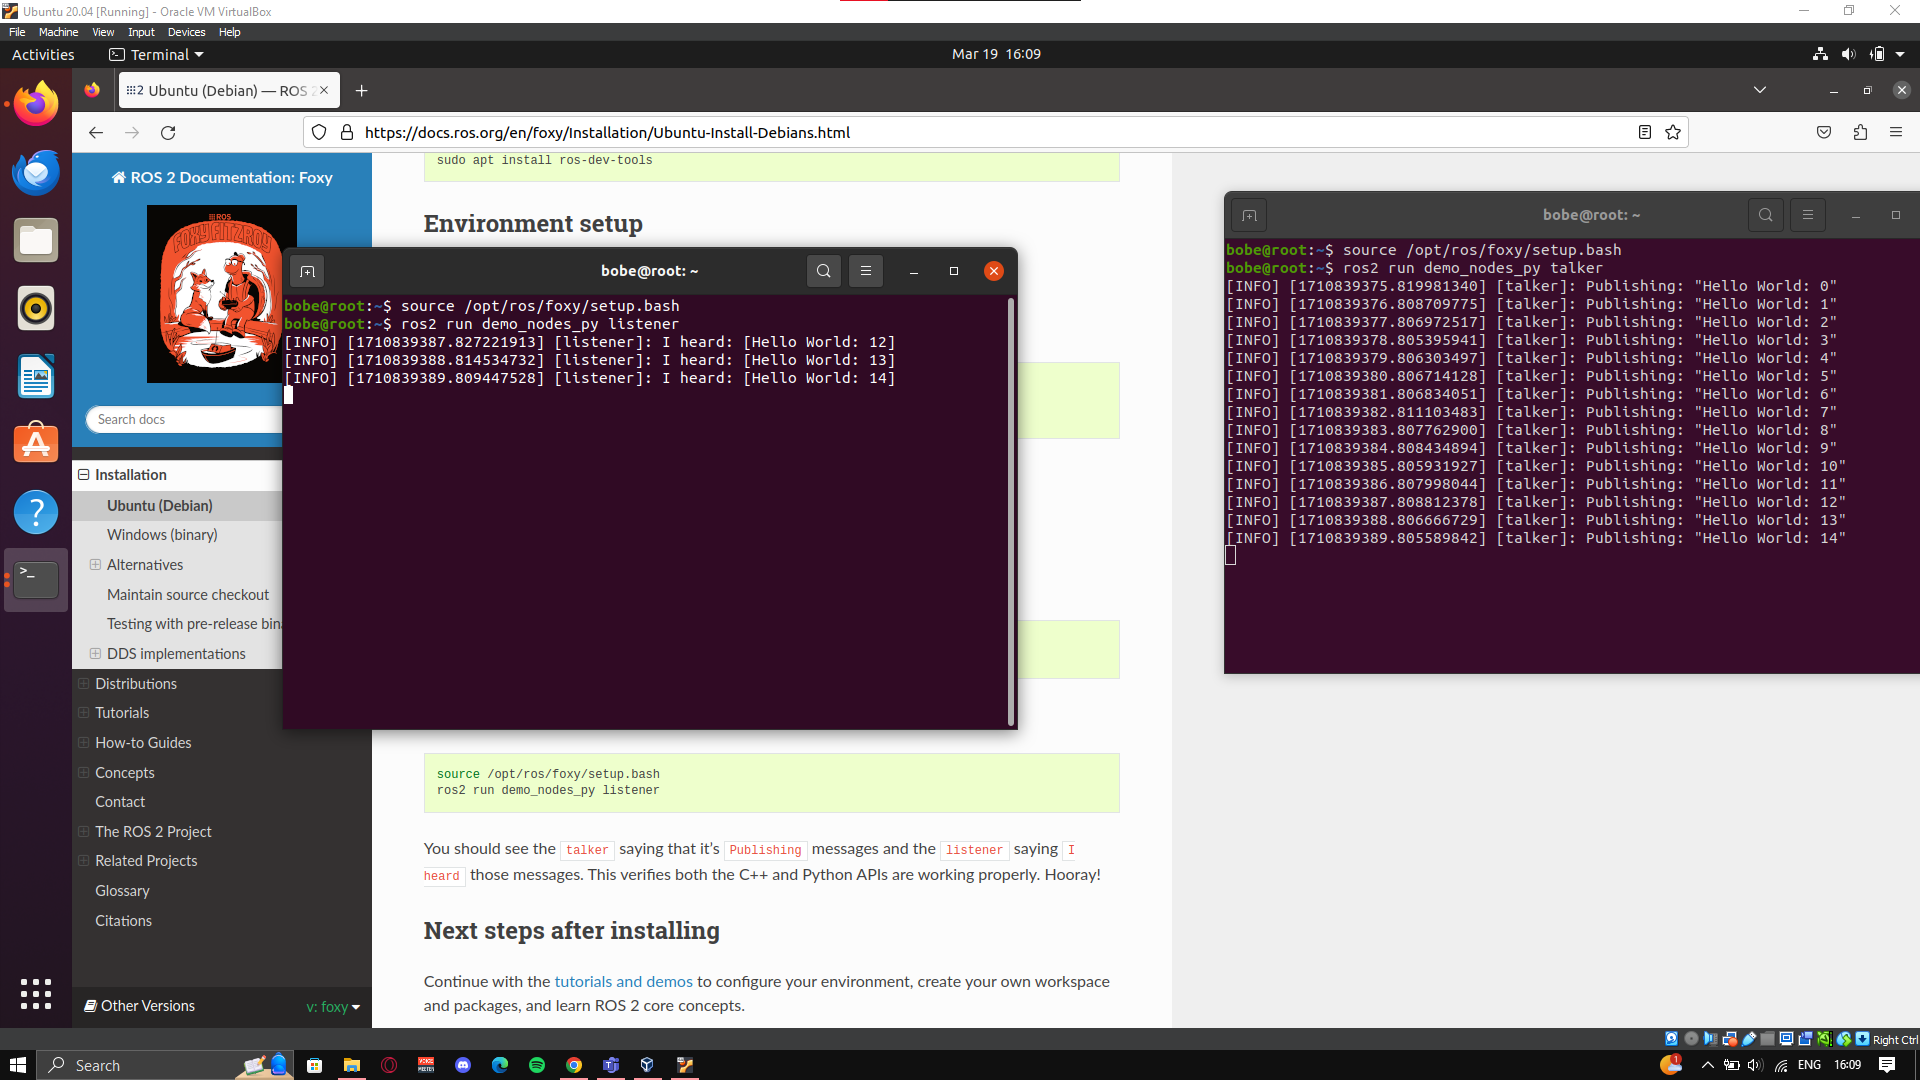 Ubuntu 20.04 [Running] - Oracle VM VirtualBox
File Machine View Input Devices Help
Activities Terminal Mar 19 16:09
Ubuntu (Debian) — ROS 2
https://docs.ros.org/en/foxy/Installation/Ubuntu-Install-Debians.html
ROS 2 Documentation: Foxy
ROS
FOXY FITZROY
Search docs
Installation
Ubuntu (Debian)
Windows (binary)
Alternatives
Maintain source checkout
Testing with pre-release bina
DDS implementations
Distributions
Tutorials
How-to Guides
Concepts
Contact
The ROS 2 Project
Related Projects
Glossary
Citations
Other Versions v: foxy
sudo apt install ros-dev-tools
Environment setup
bobe@root: ~
bobe@root:~$ source /opt/ros/foxy/setup.bash
bobe@root:~$ ros2 run demo_nodes_py listener
[INFO] [1710839387.827221913] [listener]: I heard: [Hello World: 12]
[INFO] [1710839388.814534732] [listener]: I heard: [Hello World: 13]
[INFO] [1710839389.809447528] [listener]: I heard: [Hello World: 14]
source /opt/ros/foxy/setup.bash
ros2 run demo_nodes_py listener
You should see the talker saying that it's Publishing messages and the listener saying I
heard those messages. This verifies both the C++ and Python APIs are working properly. Hooray!
Next steps after installing
Continue with the tutorials and demos to configure your environment, create your own workspace
and packages, and learn ROS 2 core concepts.
bobe@root: ~
bobe@root:~$ source /opt/ros/foxy/setup.bash
bobe@root:~$ ros2 run demo_nodes_py talker
[INFO] [1710839375.819981340] [talker]: Publishing: "Hello World: 0"
[INFO] [1710839376.808709775] [talker]: Publishing: "Hello World: 1"
[INFO] [1710839377.806972517] [talker]: Publishing: "Hello World: 2"
[INFO] [1710839378.805395941] [talker]: Publishing: "Hello World: 3"
[INFO] [1710839379.806303497] [talker]: Publishing: "Hello World: 4"
[INFO] [1710839380.806714128] [talker]: Publishing: "Hello World: 5"
[INFO] [1710839381.806834051] [talker]: Publishing: "Hello World: 6"
[INFO] [1710839382.811103483] [talker]: Publishing: "Hello World: 7"
[INFO] [1710839383.807762900] [talker]: Publishing: "Hello World: 8"
[INFO] [1710839384.808434894] [talker]: Publishing: "Hello World: 9"
[INFO] [1710839385.805931927] [talker]: Publishing: "Hello World: 10"
[INFO] [1710839386.807998044] [talker]: Publishing: "Hello World: 11"
[INFO] [1710839387.808812378] [talker]: Publishing: "Hello World: 12"
[INFO] [1710839388.806666729] [talker]: Publishing: "Hello World: 13"
[INFO] [1710839389.805589842] [talker]: Publishing: "Hello World: 14"
Right Ctrl
Search 1 ENG 16:09